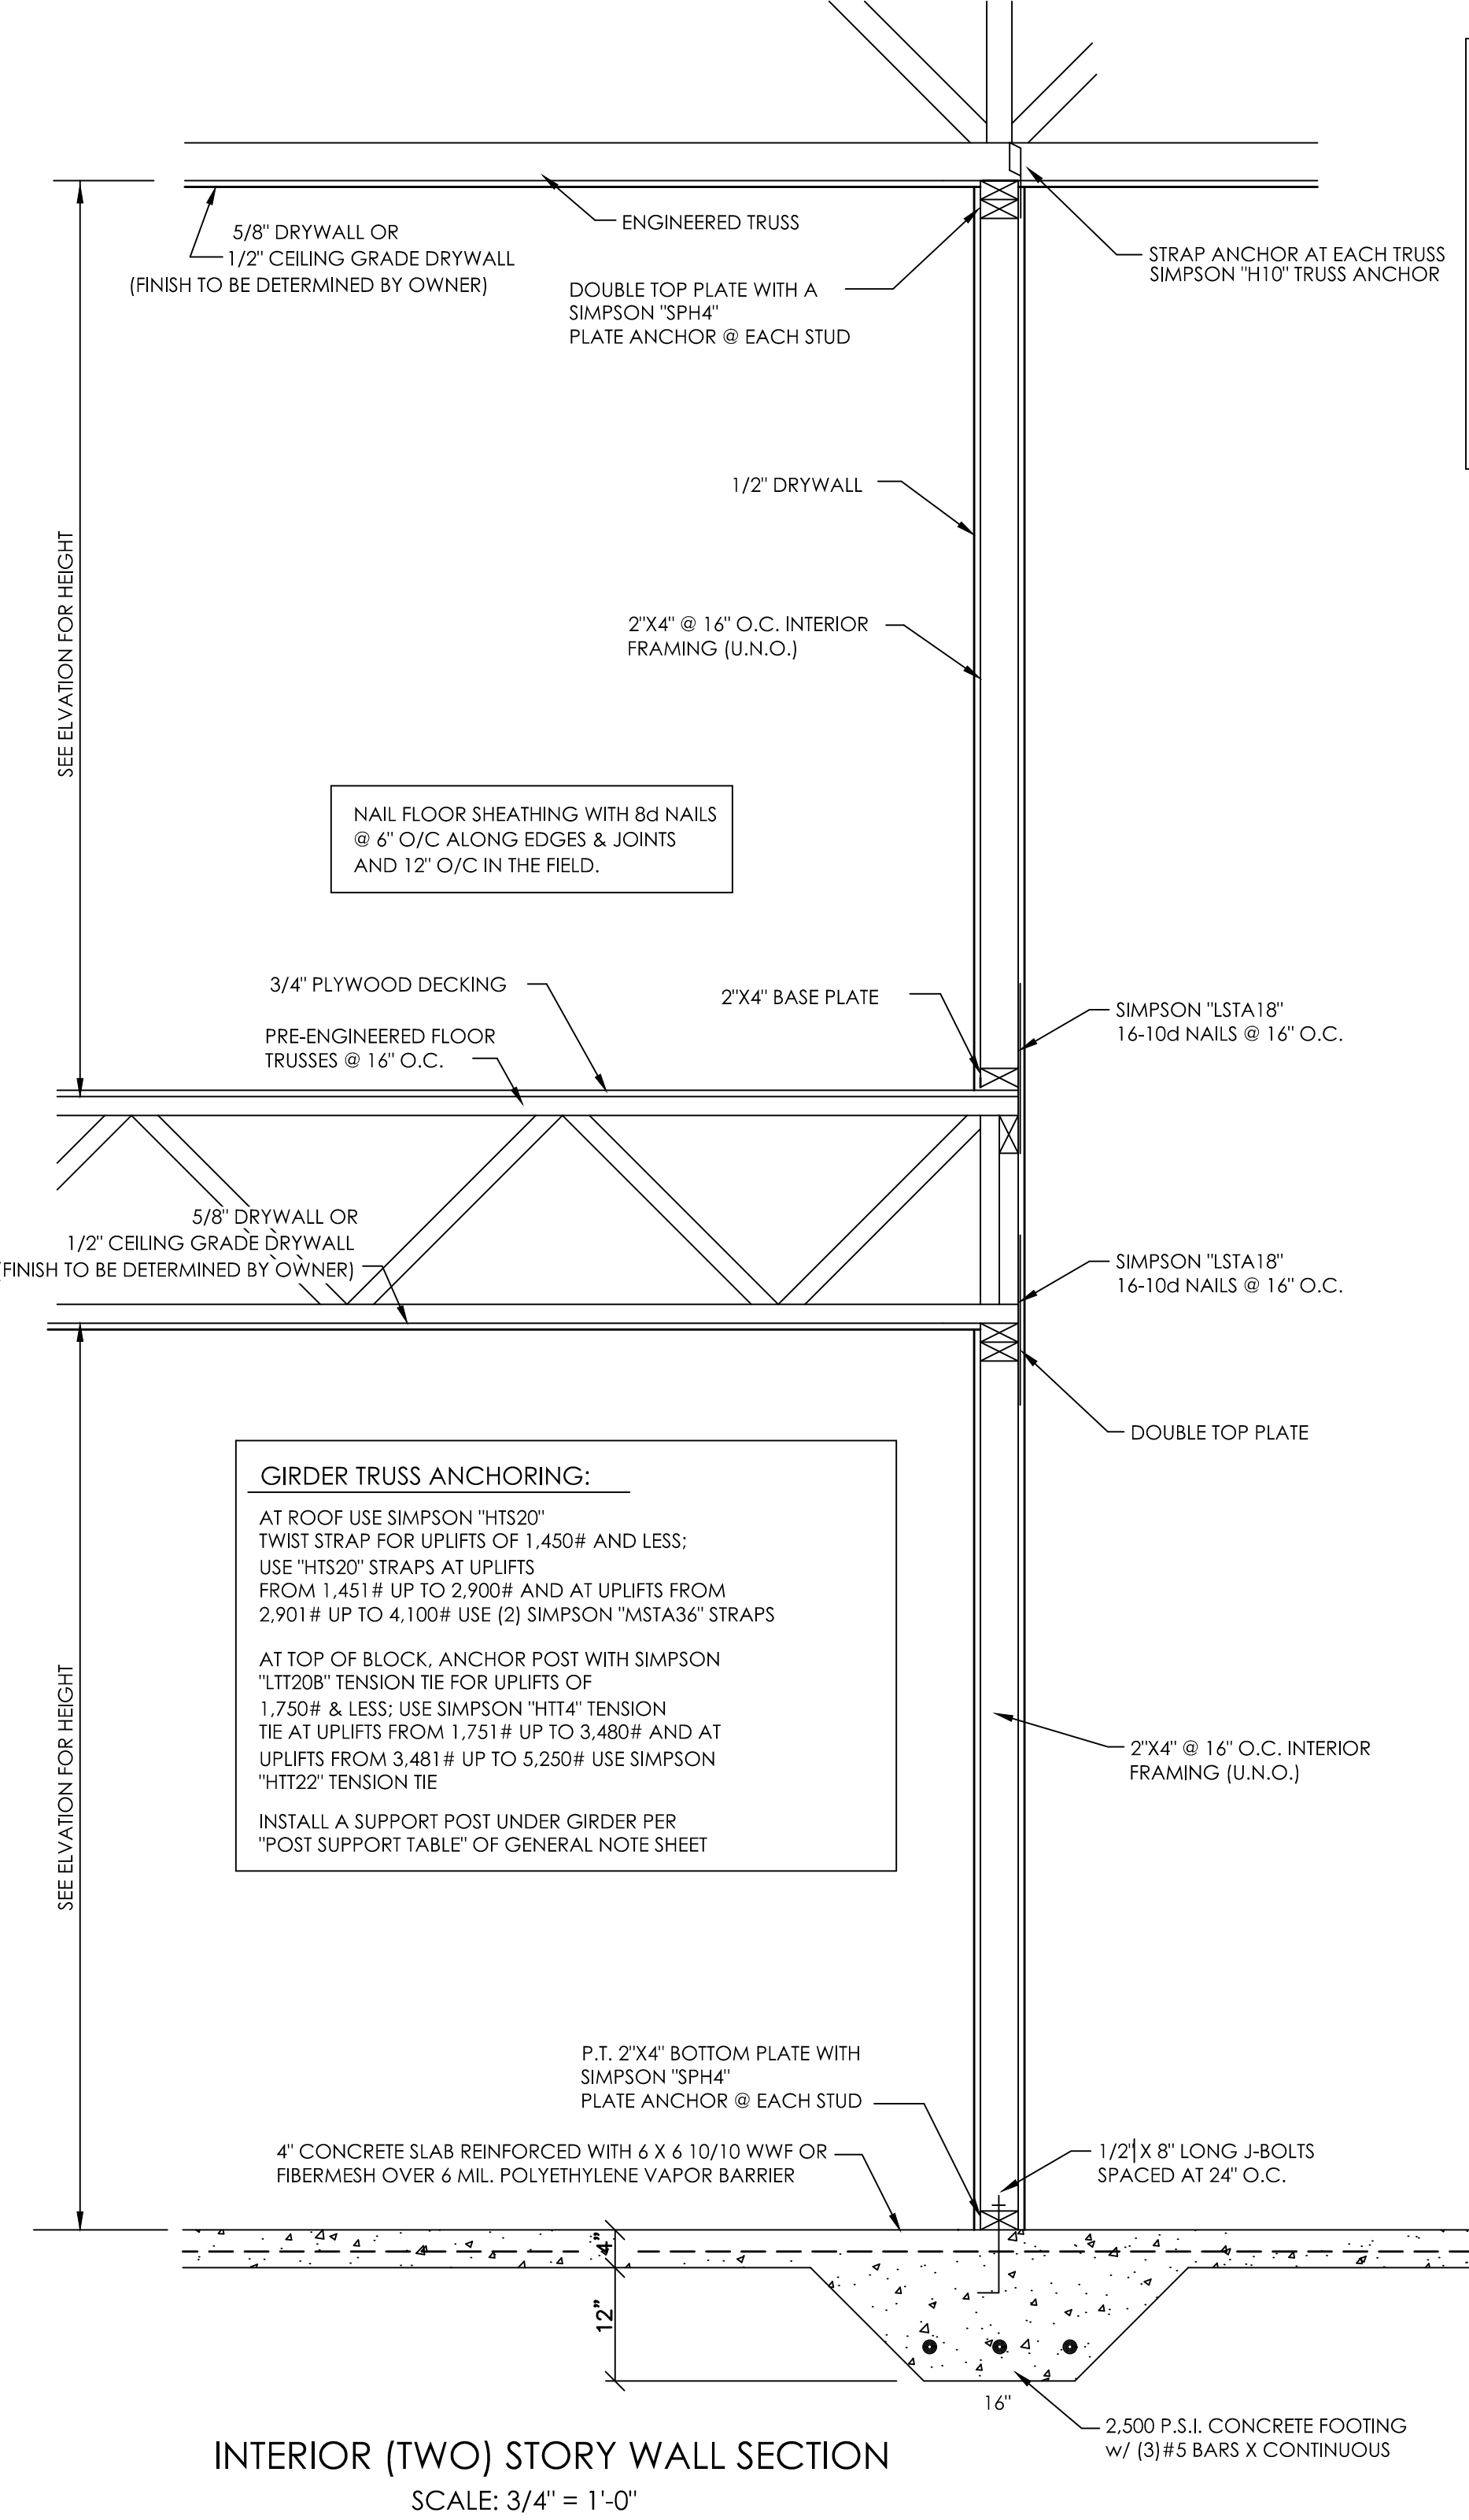 ENGINEERED TRUSS
5/8" DRYWALL OR
1/2" CEILING GRADE DRYWALL
(FINISH TO BE DETERMINED BY OWNER)
STRAP ANCHOR AT EACH TRUSS
SIMPSON "H10" TRUSS ANCHOR
DOUBLE TOP PLATE WITH A
SIMPSON "SPH4"
PLATE ANCHOR @ EACH STUD
1/2" DRYWALL
SEE ELVATION FOR HEIGHT
2"X4" @ 16" O.C. INTERIOR
FRAMING (U.N.O.)
NAIL FLOOR SHEATHING WITH 8d NAILS
@ 6" O/C ALONG EDGES & JOINTS
AND 12" O/C IN THE FIELD.
3/4" PLYWOOD DECKING
2"X4" BASE PLATE
SIMPSON "LSTA18"
16-10d NAILS @ 16" O.C.
PRE-ENGINEERED FLOOR
TRUSSES @ 16" O.C.
5/8" DRYWALL OR
1/2" CEILING GRADE DRYWALL
(FINISH TO BE DETERMINED BY OWNER)
SIMPSON "LSTA18"
16-10d NAILS @ 16" O.C.
DOUBLE TOP PLATE
GIRDER TRUSS ANCHORING:
AT ROOF USE SIMPSON "HTS20"
TWIST STRAP FOR UPLIFTS OF 1,450# AND LESS;
USE "HTS20" STRAPS AT UPLIFTS
FROM 1,451# UP TO 2,900# AND AT UPLIFTS FROM
2,901# UP TO 4,100# USE (2) SIMPSON "MSTA36" STRAPS
AT TOP OF BLOCK, ANCHOR POST WITH SIMPSON
"LTT20B" TENSION TIE FOR UPLIFTS OF
1,750# & LESS; USE SIMPSON "HTT4" TENSION
TIE AT UPLIFTS FROM 1,751# UP TO 3,480# AND AT
UPLIFTS FROM 3,481# UP TO 5,250# USE SIMPSON
"HTT22" TENSION TIE
INSTALL A SUPPORT POST UNDER GIRDER PER
"POST SUPPORT TABLE" OF GENERAL NOTE SHEET
SEE ELVATION FOR HEIGHT
2"X4" @ 16" O.C. INTERIOR
FRAMING (U.N.O.)
P.T. 2"X4" BOTTOM PLATE WITH
SIMPSON "SPH4"
PLATE ANCHOR @ EACH STUD
4" CONCRETE SLAB REINFORCED WITH 6 X 6 10/10 WWF OR
FIBERMESH OVER 6 MIL. POLYETHYLENE VAPOR BARRIER
1/2" X 8" LONG J-BOLTS
SPACED AT 24" O.C.
4"
12"
16"
2,500 P.S.I. CONCRETE FOOTING
w/ (3)#5 BARS X CONTINUOUS
INTERIOR (TWO) STORY WALL SECTION
SCALE: 3/4" = 1'-0"